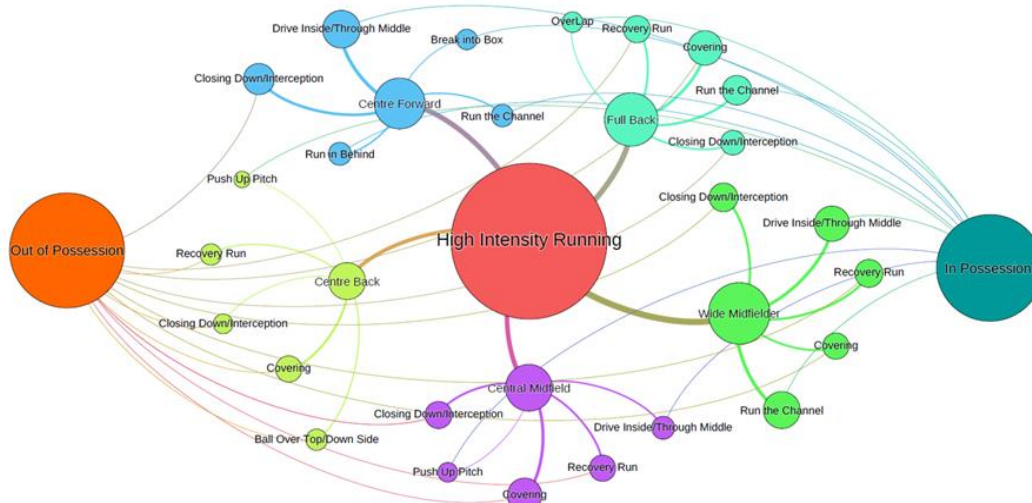 OverLap
Drive Inside/Through Middle
Recovery Run
Break into Box
Covering
Closing Down/Interception
Run the Channel
Centre Forward
Run the Channel
Full Back
Closing Down/Interception
Run in Behind
Push Up Pitch
Closing Down/Interception
Drive Inside/Through Middle
High Intensity Running
Out of Possession
Recovery Run
In Possession
Recovery Run
Centre Back
Wide Midfielder
Closing Down/Interception
Covering
Covering
Central Midfield
Closing Down/Interception
Run the Channel
Drive Inside/Through Middle
Ball Over Top/Down Side
Push Up Pitch
Recovery Run
Covering